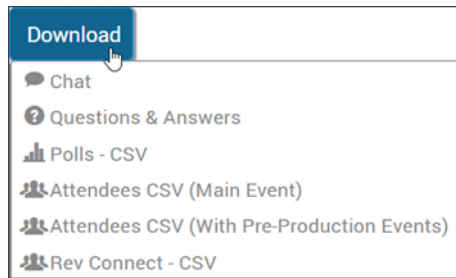 Download
Chat
Questions & Answers
Polls - CSV
Attendees CSV (Main Event)
Attendees CSV (With Pre-Production Events)
Rev Connect - CSV